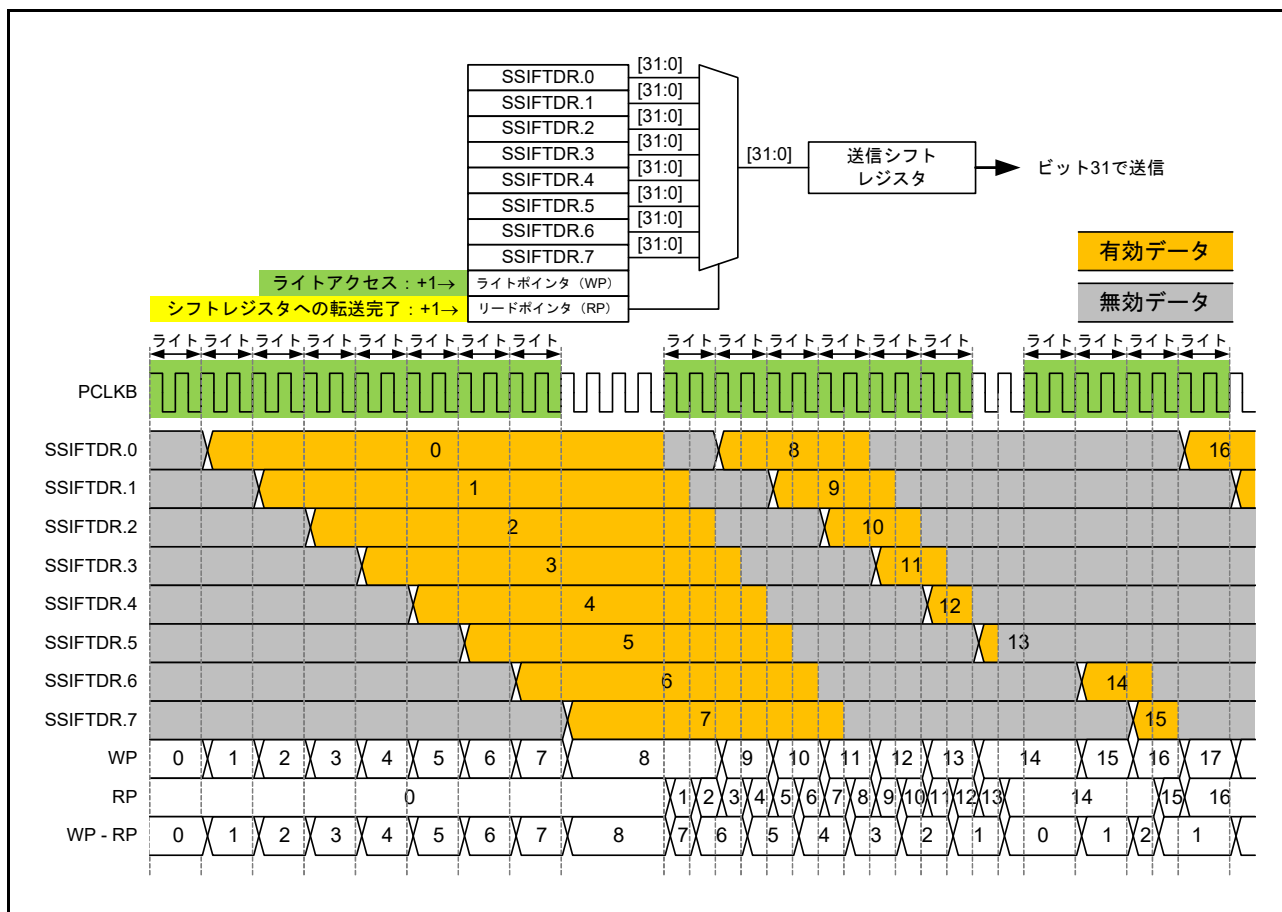 SSIFTDR.0 [31:0]
SSIFTDR.1 [31:0]
SSIFTDR.2 [31:0]
SSIFTDR.3 [31:0]
SSIFTDR.4 [31:0]
SSIFTDR.5 [31:0]
SSIFTDR.6 [31:0]
SSIFTDR.7 [31:0]
[31:0]
送信シフト
レジスタ
ビット31で送信
有効データ
無効データ
ライトアクセス：+1→ ライトポインタ（WP）
シフトレジスタへの転送完了：+1→ リードポインタ（RP）
ライト ライト ライト ライト ライト ライト ライト ライト ライト ライト ライト ライト ライト ライト ライト ライト ライト ライト
PCLKB
SSIFTDR.0 0 8 16
SSIFTDR.1 1 9
SSIFTDR.2 2 10
SSIFTDR.3 3 11
SSIFTDR.4 4 12
SSIFTDR.5 5 13
SSIFTDR.6 6 14
SSIFTDR.7 7 15
WP 0 1 2 3 4 5 6 7 8 9 10 11 12 13 14 15 16 17
RP 0 1 2 3 4 5 6 7 8 9 10 11 12 13 14 15 16
WP - RP 0 1 2 3 4 5 6 7 8 7 6 5 4 3 2 1 0 1 2 1